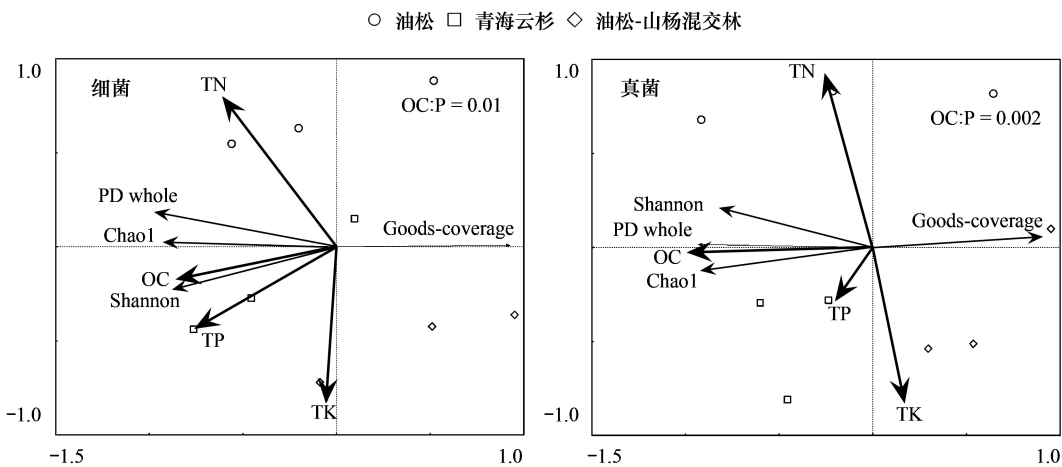 油松 青海云杉 油松-山杨混交林
1.0
细菌
TN
OC:P = 0.01
PD whole
Chao1
Goods-coverage
OC
Shannon
TP
TK
−1.0
−1.5
1.0
1.0
真菌
TN
OC:P = 0.002
Shannon
Goods-coverage
PD whole
OC
Chao1
TP
TK
−1.0
−1.5
1.0